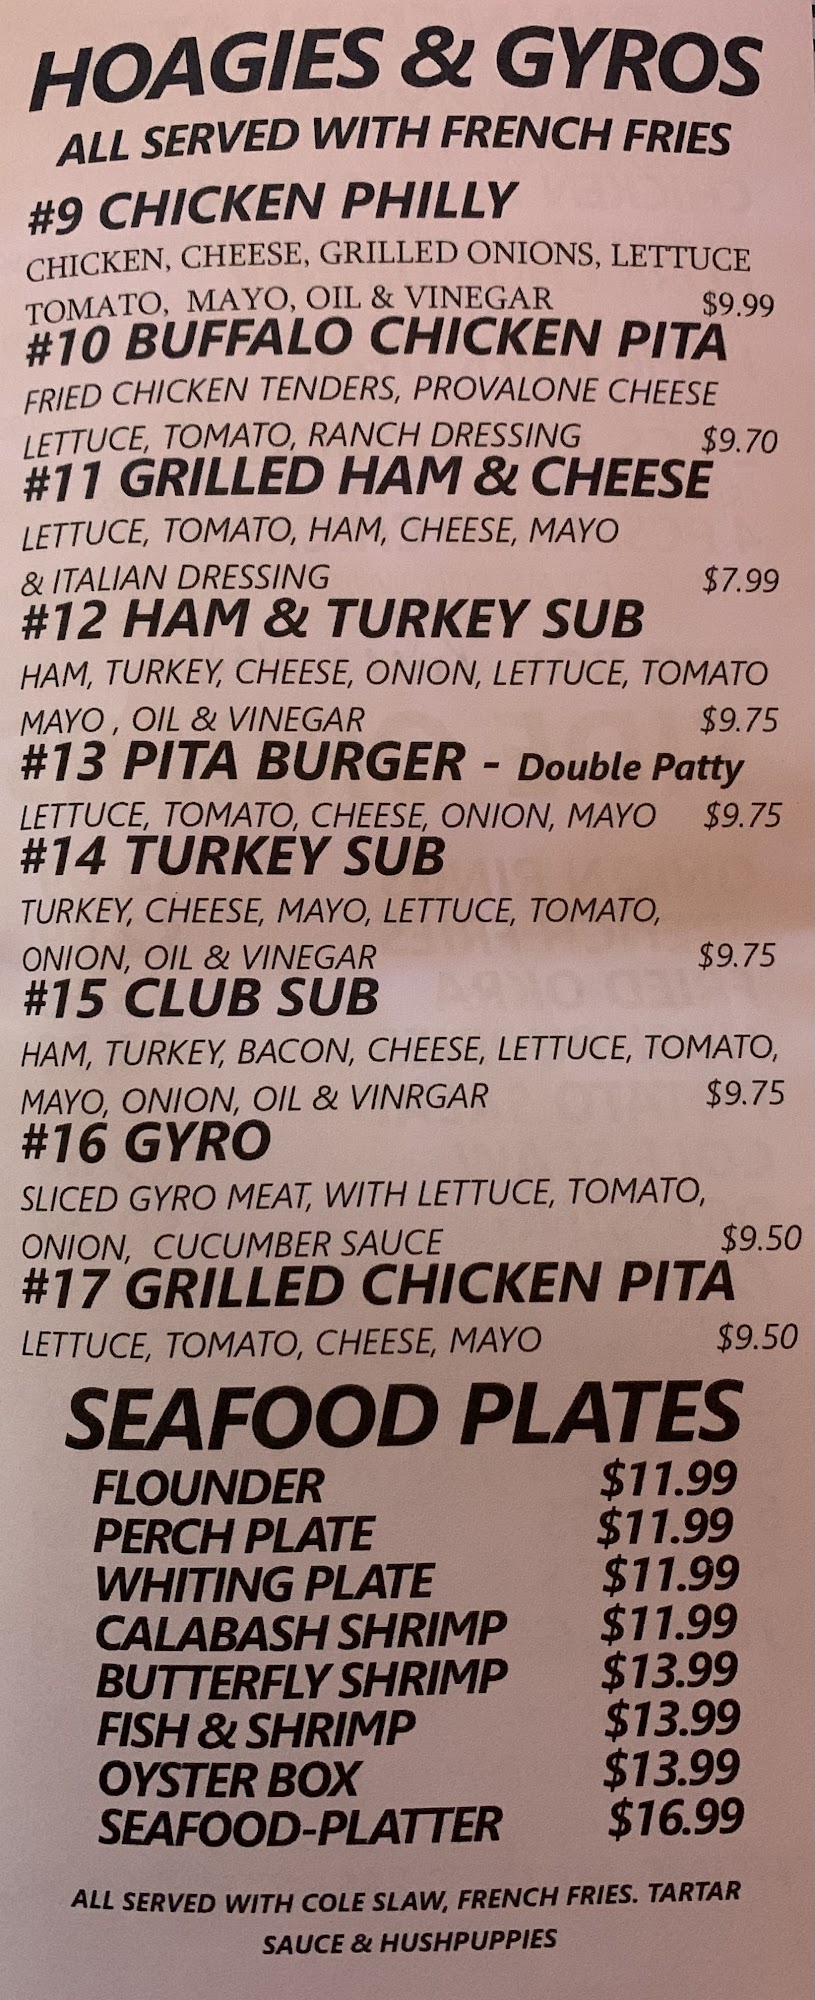 HOAGIES & GYROS
ALL SERVED WITH FRENCH FRIES
#9 CHICKEN PHILLY
CHICKEN, CHEESE, GRILLED ONIONS, LETTUCE
TOMATO, MAYO, OIL & VINEGAR $9.99
#10 BUFFALO CHICKEN PITA
FRIED CHICKEN TENDERS, PROVALONE CHEESE
LETTUCE, TOMATO, RANCH DRESSING $9.70
#11 GRILLED HAM & CHEESE
LETTUCE, TOMATO, HAM, CHEESE, MAYO
& ITALIAN DRESSING $7.99
#12 HAM & TURKEY SUB
HAM, TURKEY, CHEESE, ONION, LETTUCE, TOMATO
MAYO , OIL & VINEGAR $9.75
#13 PITA BURGER - Double Patty
LETTUCE, TOMATO, CHEESE, ONION, MAYO $9.75
#14 TURKEY SUB
TURKEY, CHEESE, MAYO, LETTUCE, TOMATO,
ONION, OIL & VINEGAR $9.75
#15 CLUB SUB
HAM, TURKEY, BACON, CHEESE, LETTUCE, TOMATO,
MAYO, ONION, OIL & VINRGAR $9.75
#16 GYRO
SLICED GYRO MEAT, WITH LETTUCE, TOMATO,
ONION, CUCUMBER SAUCE $9.50
#17 GRILLED CHICKEN PITA
LETTUCE, TOMATO, CHEESE, MAYO $9.50
SEAFOOD PLATES
FLOUNDER $11.99
PERCH PLATE $11.99
WHITING PLATE $11.99
CALABASH SHRIMP $11.99
BUTTERFLY SHRIMP $13.99
FISH & SHRIMP $13.99
OYSTER BOX $13.99
SEAFOOD-PLATTER $16.99
ALL SERVED WITH COLE SLAW, FRENCH FRIES. TARTAR
SAUCE & HUSHPUPPIES